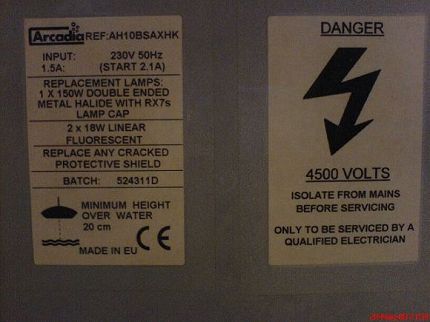 Arcadia REF:AH10BSAXHK
INPUT: 230V 50Hz
1.5A: (START 2.1A)
REPLACEMENT LAMPS:
1 X 150W DOUBLE ENDED
METAL HALIDE WITH RX7s
LAMP CAP
2 x 18W LINEAR
FLUORESCENT
REPLACE ANY CRACKED
PROTECTIVE SHIELD
BATCH: 524311D
MINIMUM HEIGHT
OVER WATER
20 cm
MADE IN EU CE
DANGER
4500 VOLTS
ISOLATE FROM MAINS
BEFORE SERVICING
ONLY TO BE SERVICED BY A
QUALIFIED ELECTRICIAN